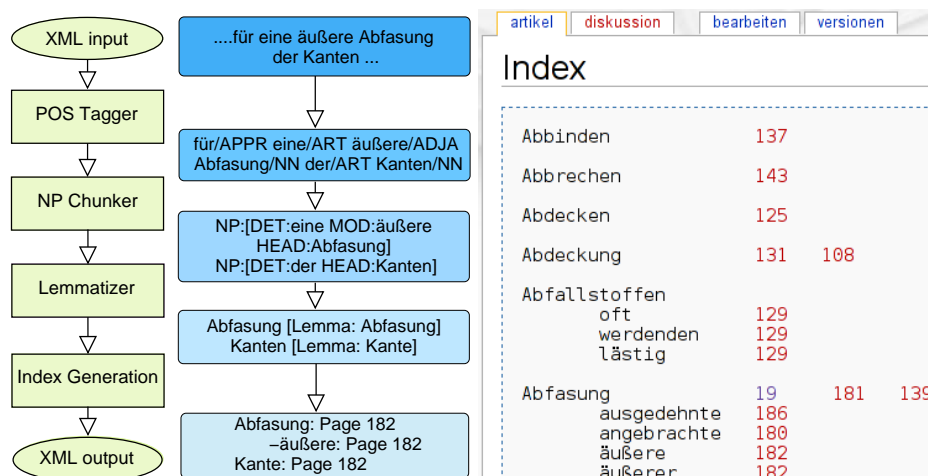 XML input
POS Tagger
NP Chunker
Lemmatizer
Index Generation
XML output
....für eine äußere Abfasung
der Kanten ...
für/APPR eine/ART äußere/ADJA
Abfasung/NN der/ART Kanten/NN
NP:[DET:eine MOD:äußere
HEAD:Abfasung]
NP:[DET:der HEAD:Kanten]
Abfasung [Lemma: Abfasung]
Kanten [Lemma: Kante]
Abfasung: Page 182
–äußere: Page 182
Kante: Page 182
artikel diskussion bearbeiten versionen
Index
Abbinden 137
Abbrechen 143
Abdecken 125
Abdeckung 131 108
Abfallstoffen
oft 129
werdenden 129
lästig 129
Abfasung 19 181 139
ausgedehnte 186
angebrachte 180
äußere 182
äußerer 182